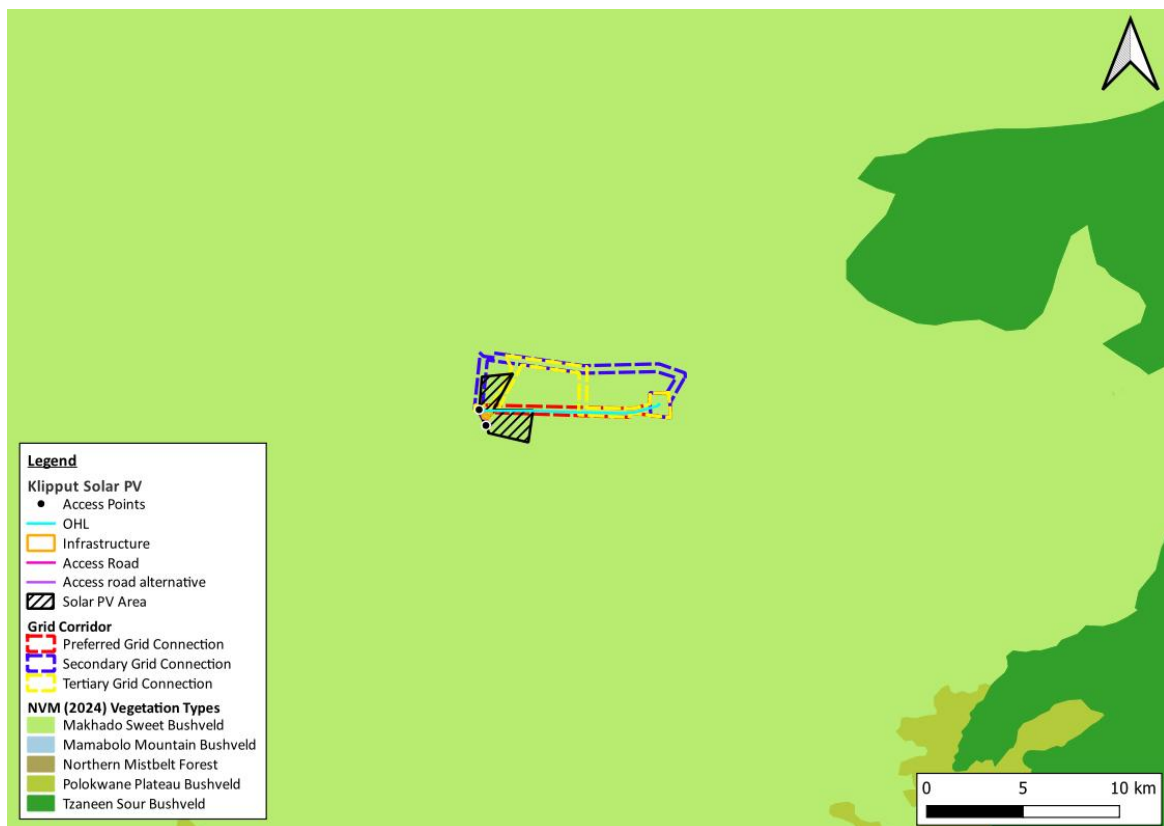 Legend
Klipput Solar PV
Access Points
OHL
Infrastructure
Access Road
Access road alternative
Solar PV Area
Grid Corridor
Preferred Grid Connection
Secondary Grid Connection
Tertiary Grid Connection
NVM (2024) Vegetation Types
Makhado Sweet Bushveld
Mamabolo Mountain Bushveld
Northern Mistbelt Forest
Polokwane Plateau Bushveld
Tzaneen Sour Bushveld
0 5 10 km